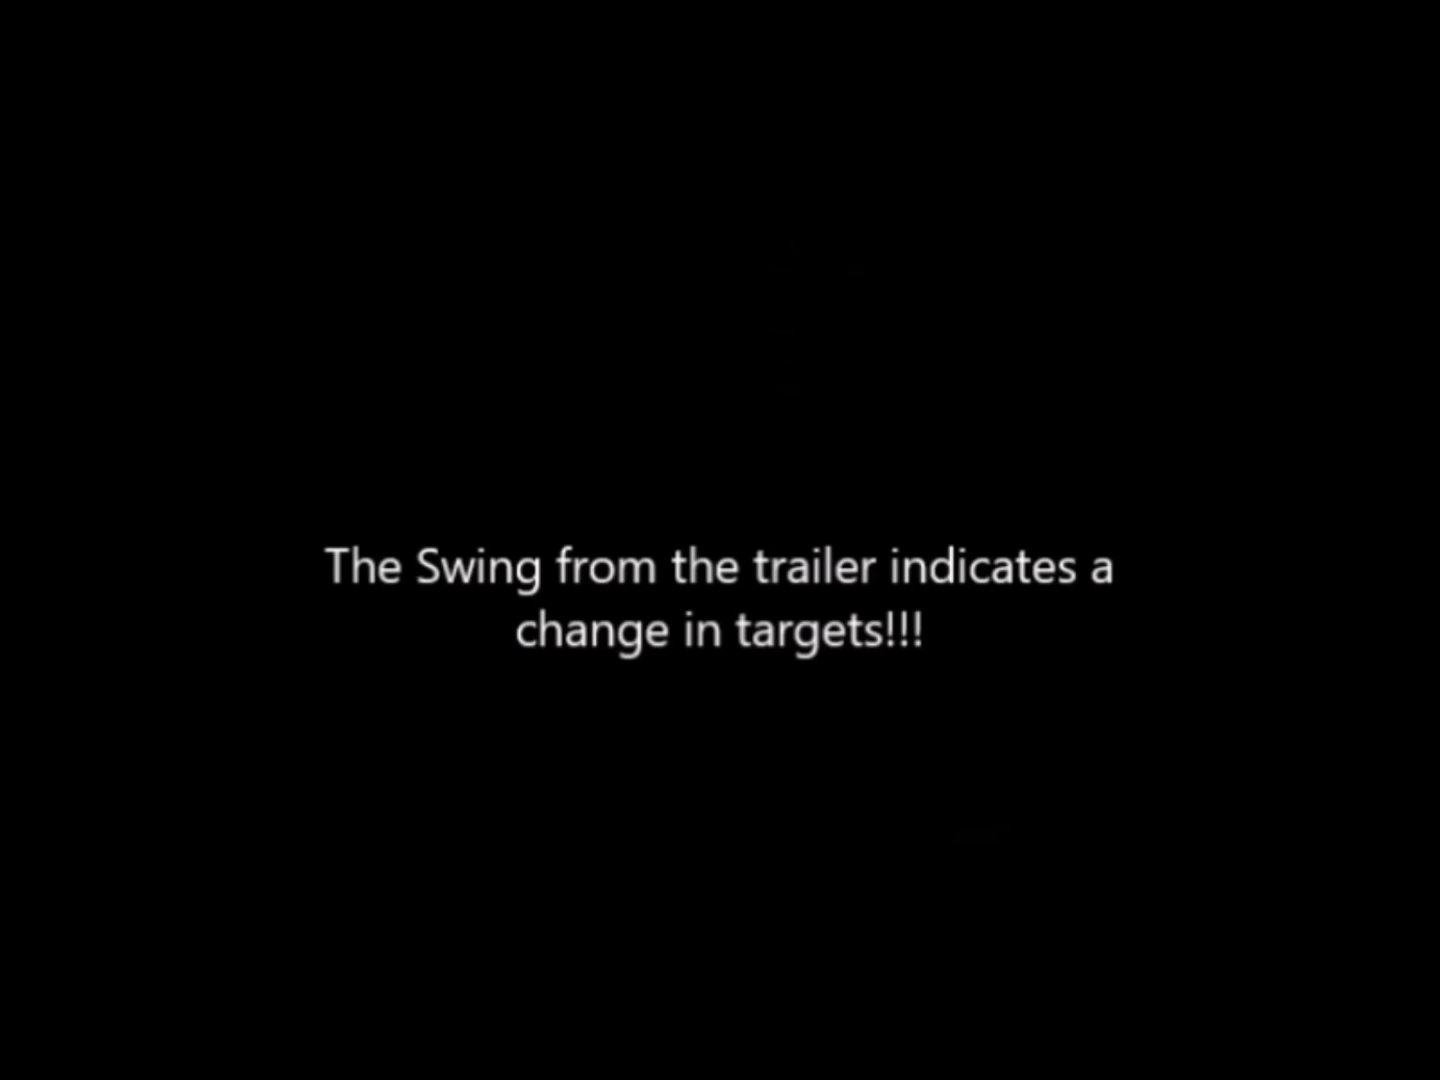 The Swing from the trailer indicates a
change in targets!!!